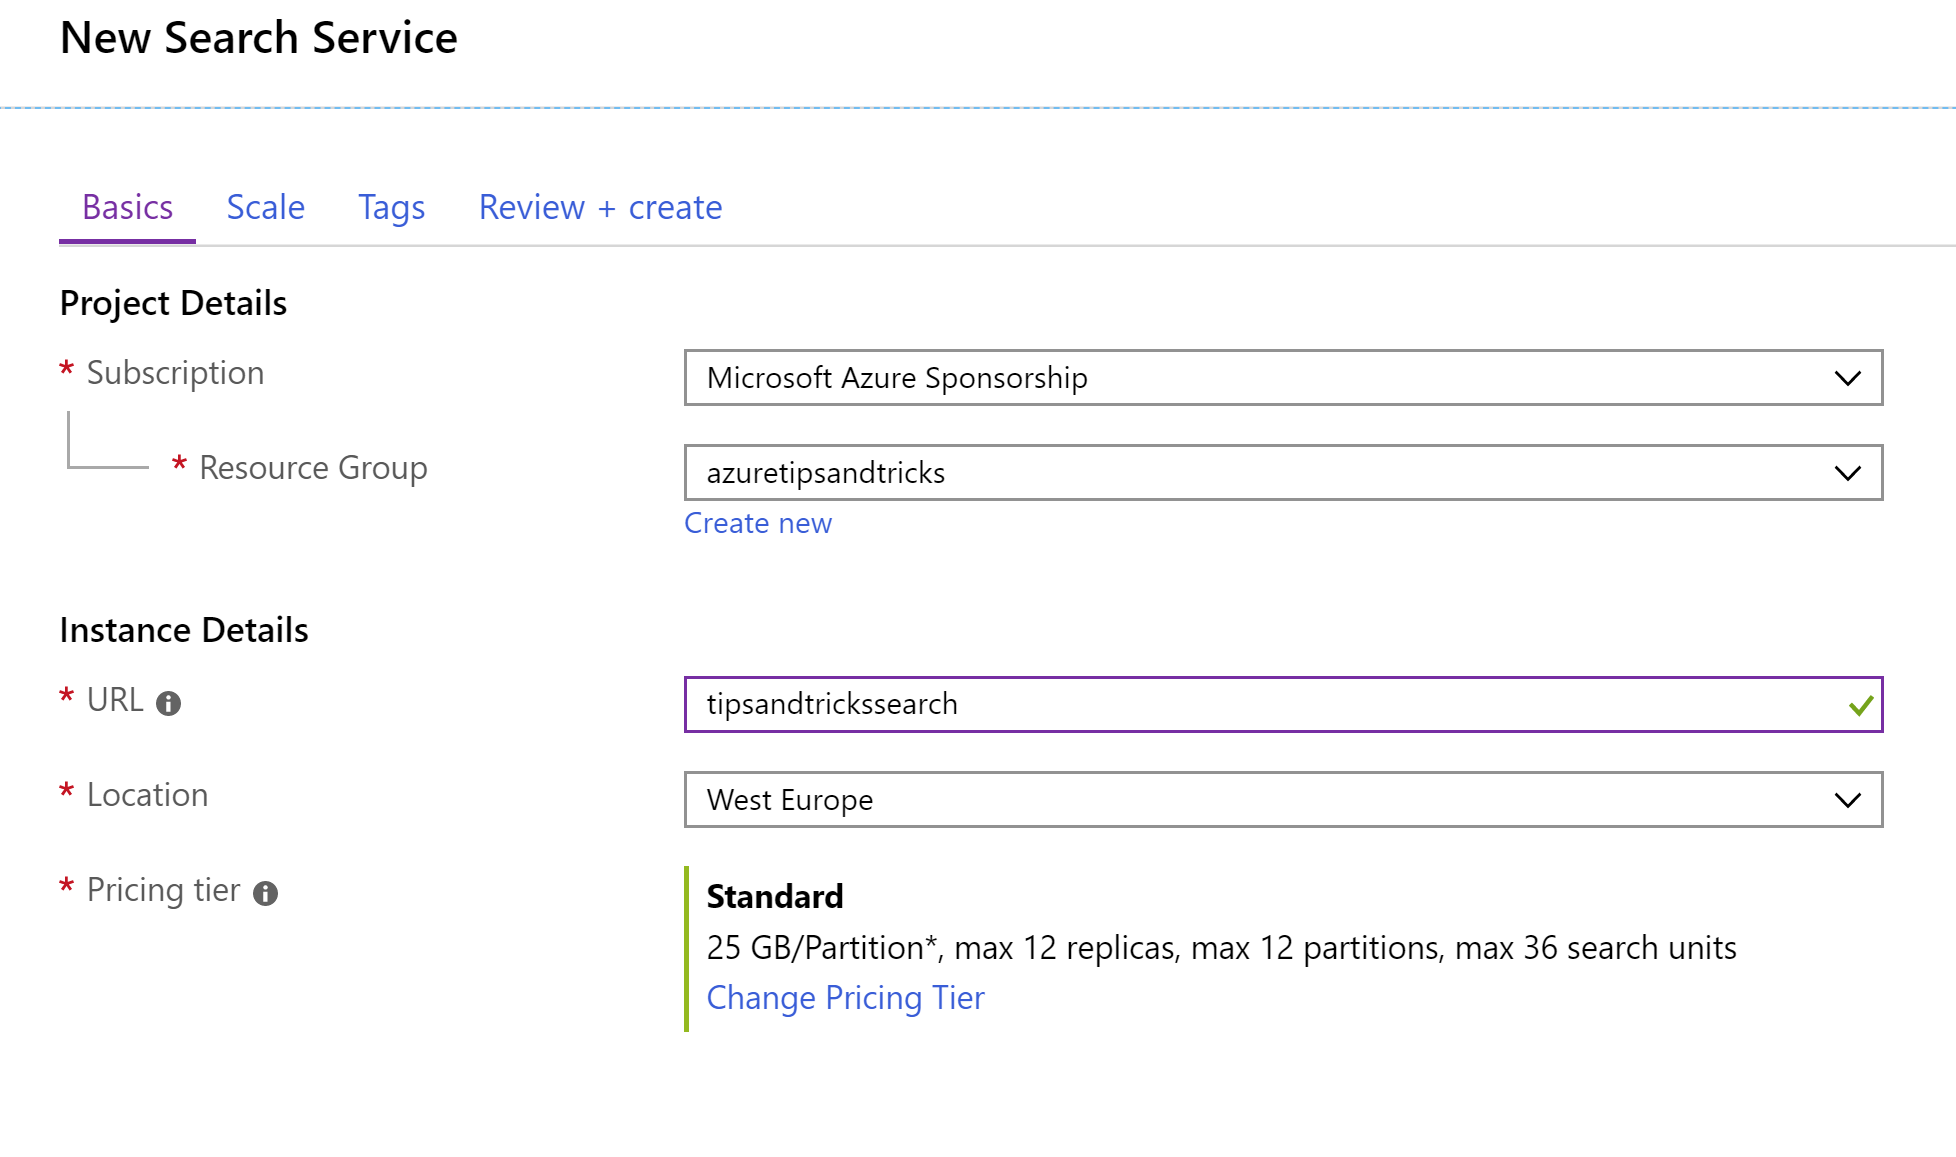 New Search Service
Basics Scale Tags Review + create
Project Details
* Subscription
Microsoft Azure Sponsorship
* Resource Group
azuretipsandtricks
Create new
Instance Details
* URL
tipsandtrickssearch
* Location
West Europe
* Pricing tier
Standard
25 GB/Partition*, max 12 replicas, max 12 partitions, max 36 search units
Change Pricing Tier